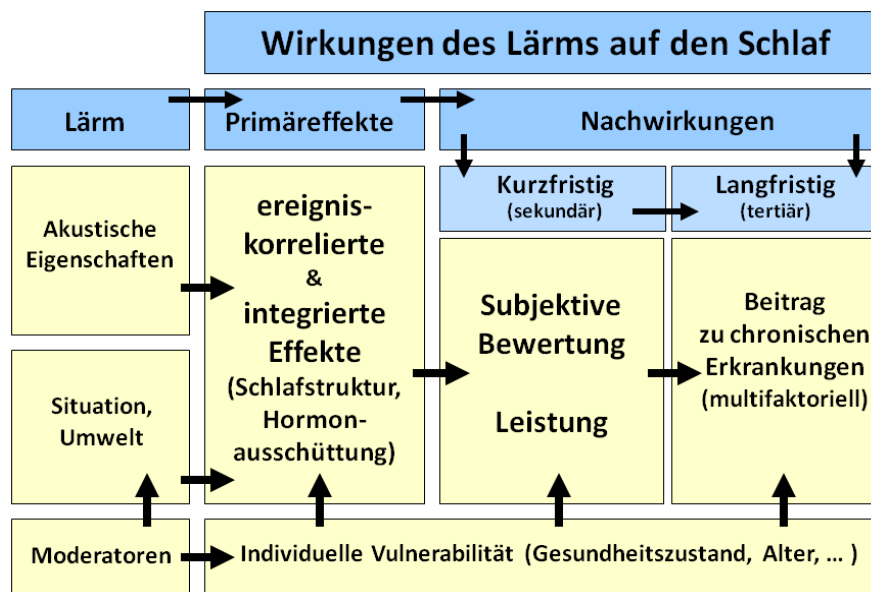 Wirkungen des Lärms auf den Schlaf
Lärm
Primäreffekte
Nachwirkungen
Kurzfristig
(sekundär)
Langfristig
(tertiär)
Akustische
Eigenschaften
Situation,
Umwelt
ereignis-
korrelierte
&
integrierte
Effekte
(Schlafstruktur,
Hormon-
ausschüttung)
Subjektive
Bewertung
Leistung
Beitrag
zu chronischen
Erkrankungen
(multifaktoriell)
Moderatoren
Individuelle Vulnerabilität (Gesundheitszustand, Alter, ... )